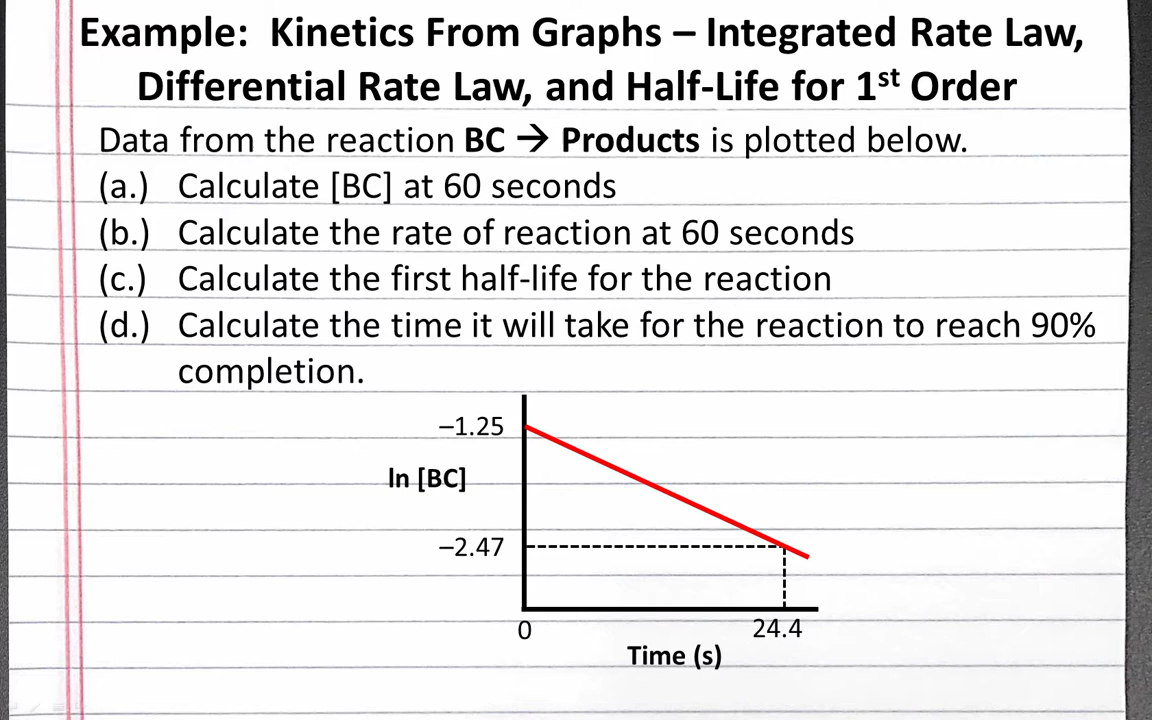 Example: Kinetics From Graphs – Integrated Rate Law,
Differential Rate Law, and Half-Life for 1st Order
Data from the reaction BC → Products is plotted below.
(a.) Calculate [BC] at 60 seconds
(b.) Calculate the rate of reaction at 60 seconds
(c.) Calculate the first half-life for the reaction
(d.) Calculate the time it will take for the reaction to reach 90%
completion.
–1.25
ln [BC]
–2.47
0
24.4
Time (s)